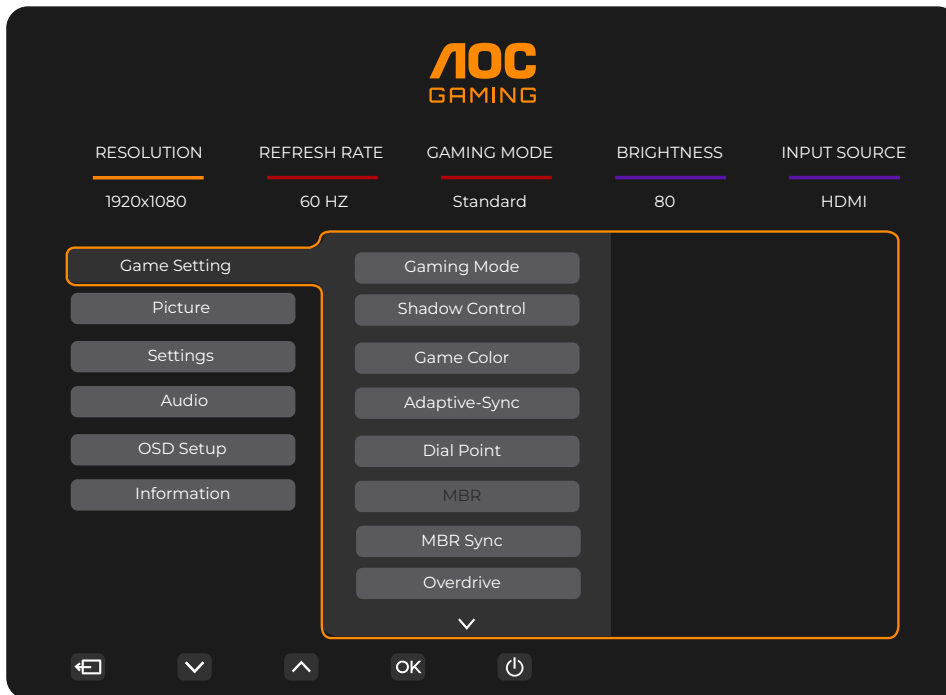 AOC
GAMING
RESOLUTION REFRESH RATE GAMING MODE BRIGHTNESS INPUT SOURCE
1920x1080 60 HZ Standard 80 HDMI
Game Setting
Picture
Settings
Audio
OSD Setup
Information
Gaming Mode
Shadow Control
Game Color
Adaptive-Sync
Dial Point
MBR
MBR Sync
Overdrive
OK